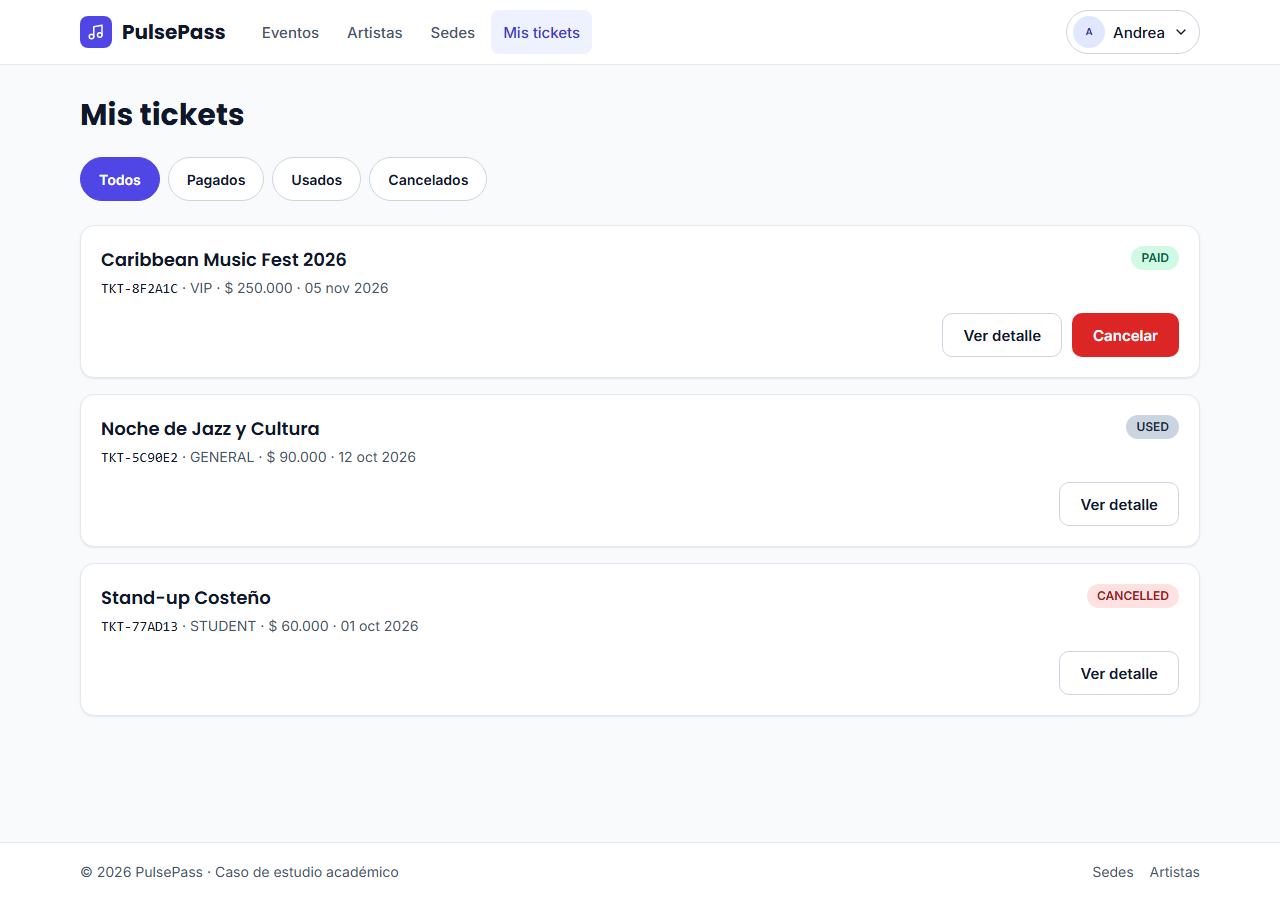 PulsePass Eventos Artistas Sedes Mis tickets A Andrea
Mis tickets
Todos Pagados Usados Cancelados
Caribbean Music Fest 2026 PAID
TKT-8F2A1C · VIP · $ 250.000 · 05 nov 2026
Ver detalle Cancelar
Noche de Jazz y Cultura USED
TKT-5C90E2 · GENERAL · $ 90.000 · 12 oct 2026
Ver detalle
Stand-up Costeño CANCELLED
TKT-77AD13 · STUDENT · $ 60.000 · 01 oct 2026
Ver detalle
© 2026 PulsePass · Caso de estudio académico Sedes Artistas